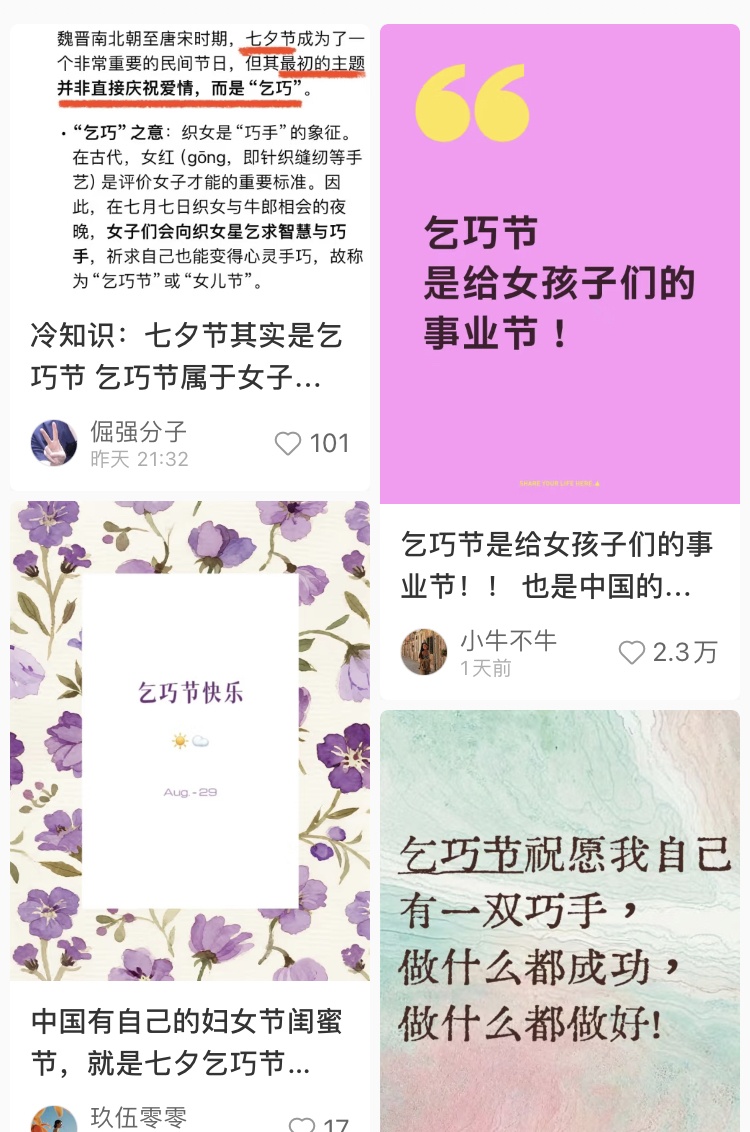 魏晋南北朝至唐宋时期，七夕节成为了一
个非常重要的民间节日，但其最初的主题
并非直接庆祝爱情，而是“乞巧”。
·“乞巧”之意：织女是“巧手”的象征。
在古代，女红（gōng，即针织缝纫等手
艺）是评价女子才能的重要标准。因
此，在七月七日织女与牛郎相会的夜
晚，女子们会向织女星乞求智慧与巧
手，祈求自己也能变得心灵手巧，故称
为“乞巧节”或“女儿节”。
冷知识：七夕节其实是乞
巧节 乞巧节属于女子...
倔强分子
昨天 21:32
101
乞巧节
是给女孩子们的
事业节！
SHARE YOUR LIFE HERE
乞巧节是给女孩子们的事
业节！！ 也是中国的...
小牛不牛
1天前
2.3万
乞巧节快乐
Aug.-29
中国有自己的妇女节闺蜜
节，就是七夕乞巧节...
玖伍零零
17
乞巧节祝愿我自己
有一双巧手，
做什么都成功，
做什么都做好!